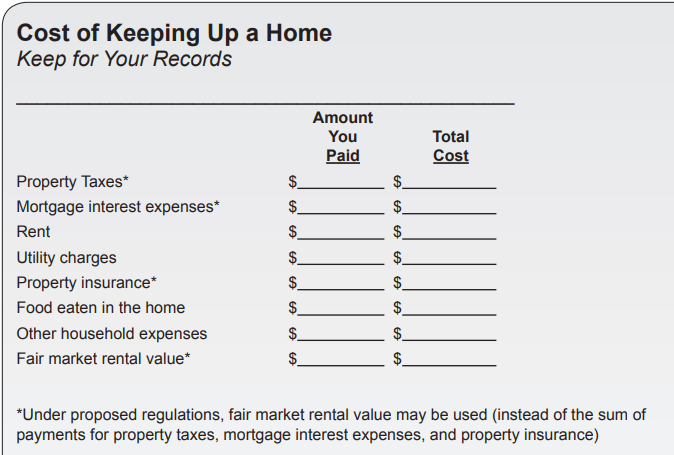 Cost of Keeping Up a Home
Keep for Your Records
Amount
You Total
Paid Cost
Property Taxes* $ $
Mortgage interest expenses* $ $
Rent $ $
Utility charges $ $
Property insurance* $ $
Food eaten in the home $ $
Other household expenses $ $
Fair market rental value* $ $
*Under proposed regulations, fair market rental value may be used (instead of the sum of
payments for property taxes, mortgage interest expenses, and property insurance)